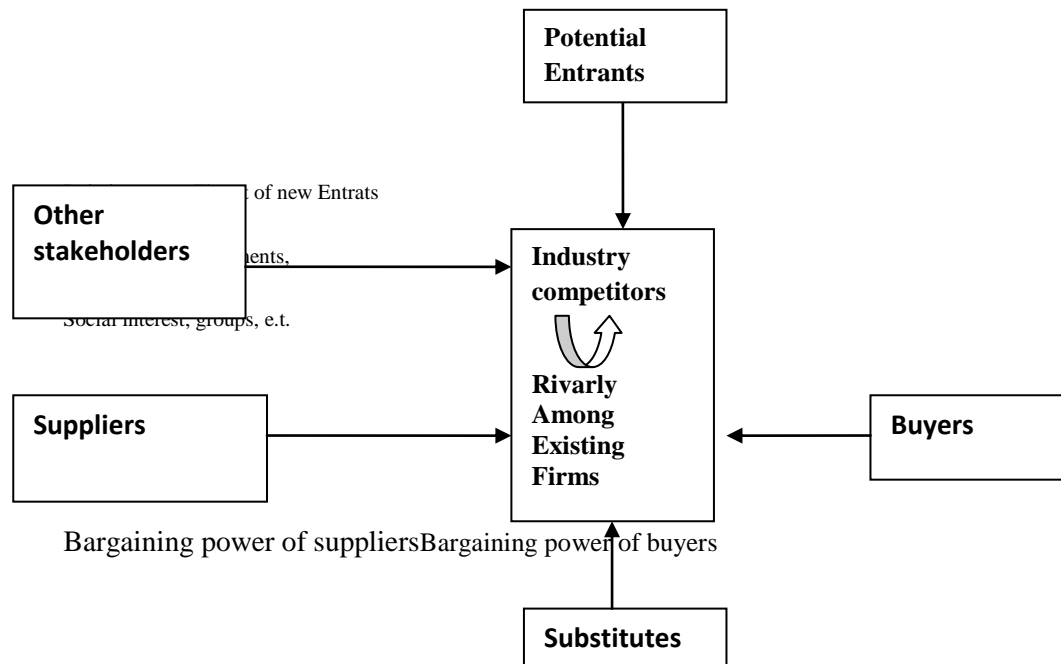 Potential
Entrants
of new Entrats
Other
stakeholders
Industry
competitors
Social interest, groups, e.t.
Rivarly
Among
Existing
Firms
Suppliers
Buyers
Bargaining power of suppliersBargaining power of buyers
Substitutes